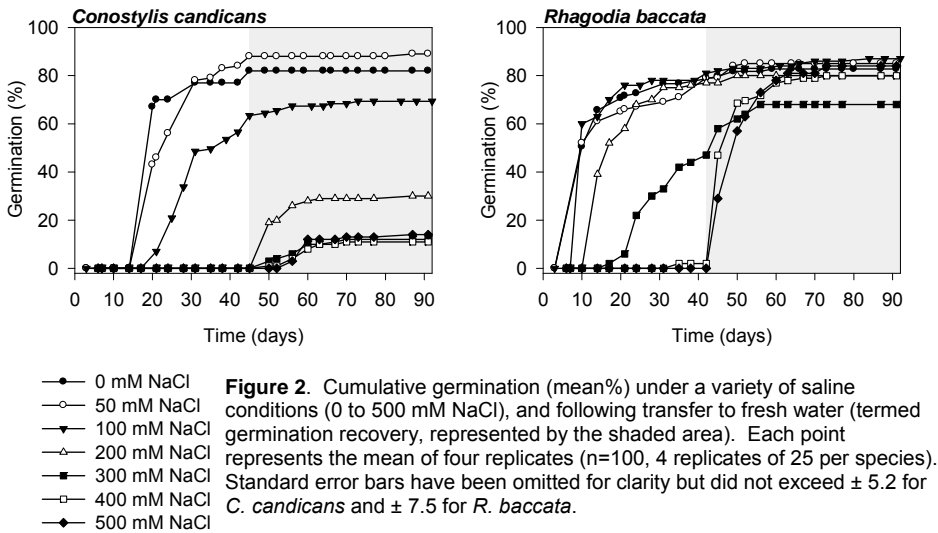 Conostylis candicans
Rhagodia baccata
100
80
60
40
20
0
Germination (%)
0 10 20 30 40 50 60 70 80 90
Time (days)
100
80
60
40
20
0
Germination (%)
0 10 20 30 40 50 60 70 80 90
Time (days)
0 mM NaCl
50 mM NaCl
100 mM NaCl
200 mM NaCl
300 mM NaCl
400 mM NaCl
500 mM NaCl
Figure 2. Cumulative germination (mean%) under a variety of saline
conditions (0 to 500 mM NaCl), and following transfer to fresh water (termed
germination recovery, represented by the shaded area). Each point
represents the mean of four replicates (n=100, 4 replicates of 25 per species).
Standard error bars have been omitted for clarity but did not exceed ± 5.2 for
C. candicans and ± 7.5 for R. baccata.